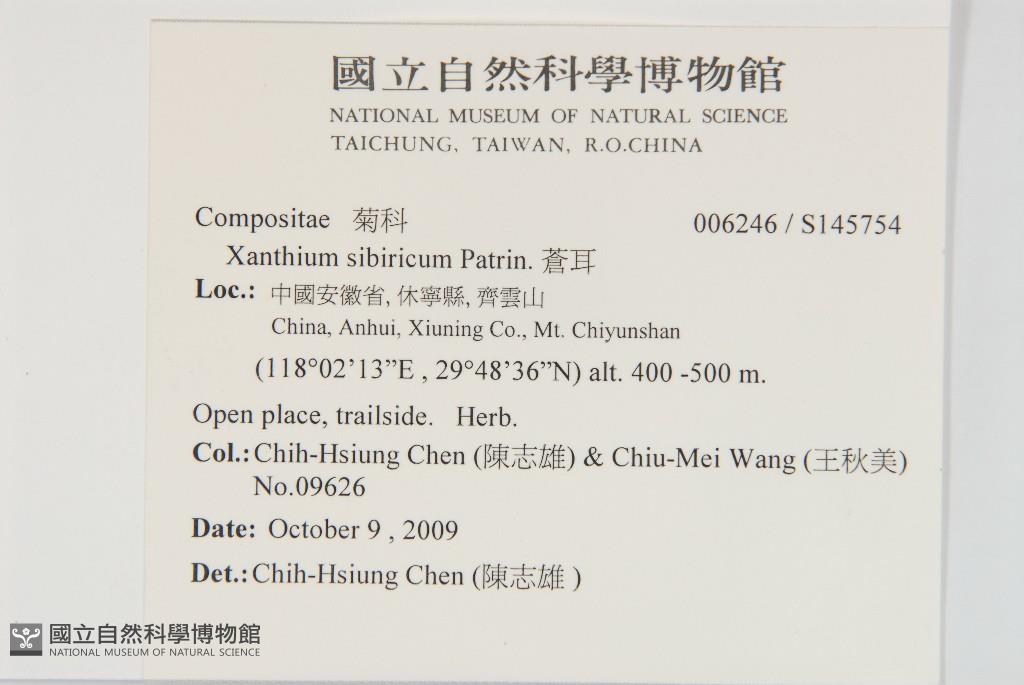 國立自然科學博物館
NATIONAL MUSEUM OF NATURAL SCIENCE
TAICHUNG, TAIWAN, R.O.CHINA
Compositae 菊科 006246 / S145754
Xanthium sibiricum Patrin. 蒼耳
Loc.: 中國安徽省, 休寧縣, 齊雲山
China, Anhui, Xiuning Co., Mt. Chiyunshan
(118°02’13”E , 29°48’36”N) alt. 400 -500 m.
Open place, trailside. Herb.
Col.: Chih-Hsiung Chen (陳志雄) & Chiu-Mei Wang (王秋美)
No.09626
Date: October 9 , 2009
Det.: Chih-Hsiung Chen (陳志雄 )
國立自然科學博物館
NATIONAL MUSEUM OF NATURAL SCIENCE